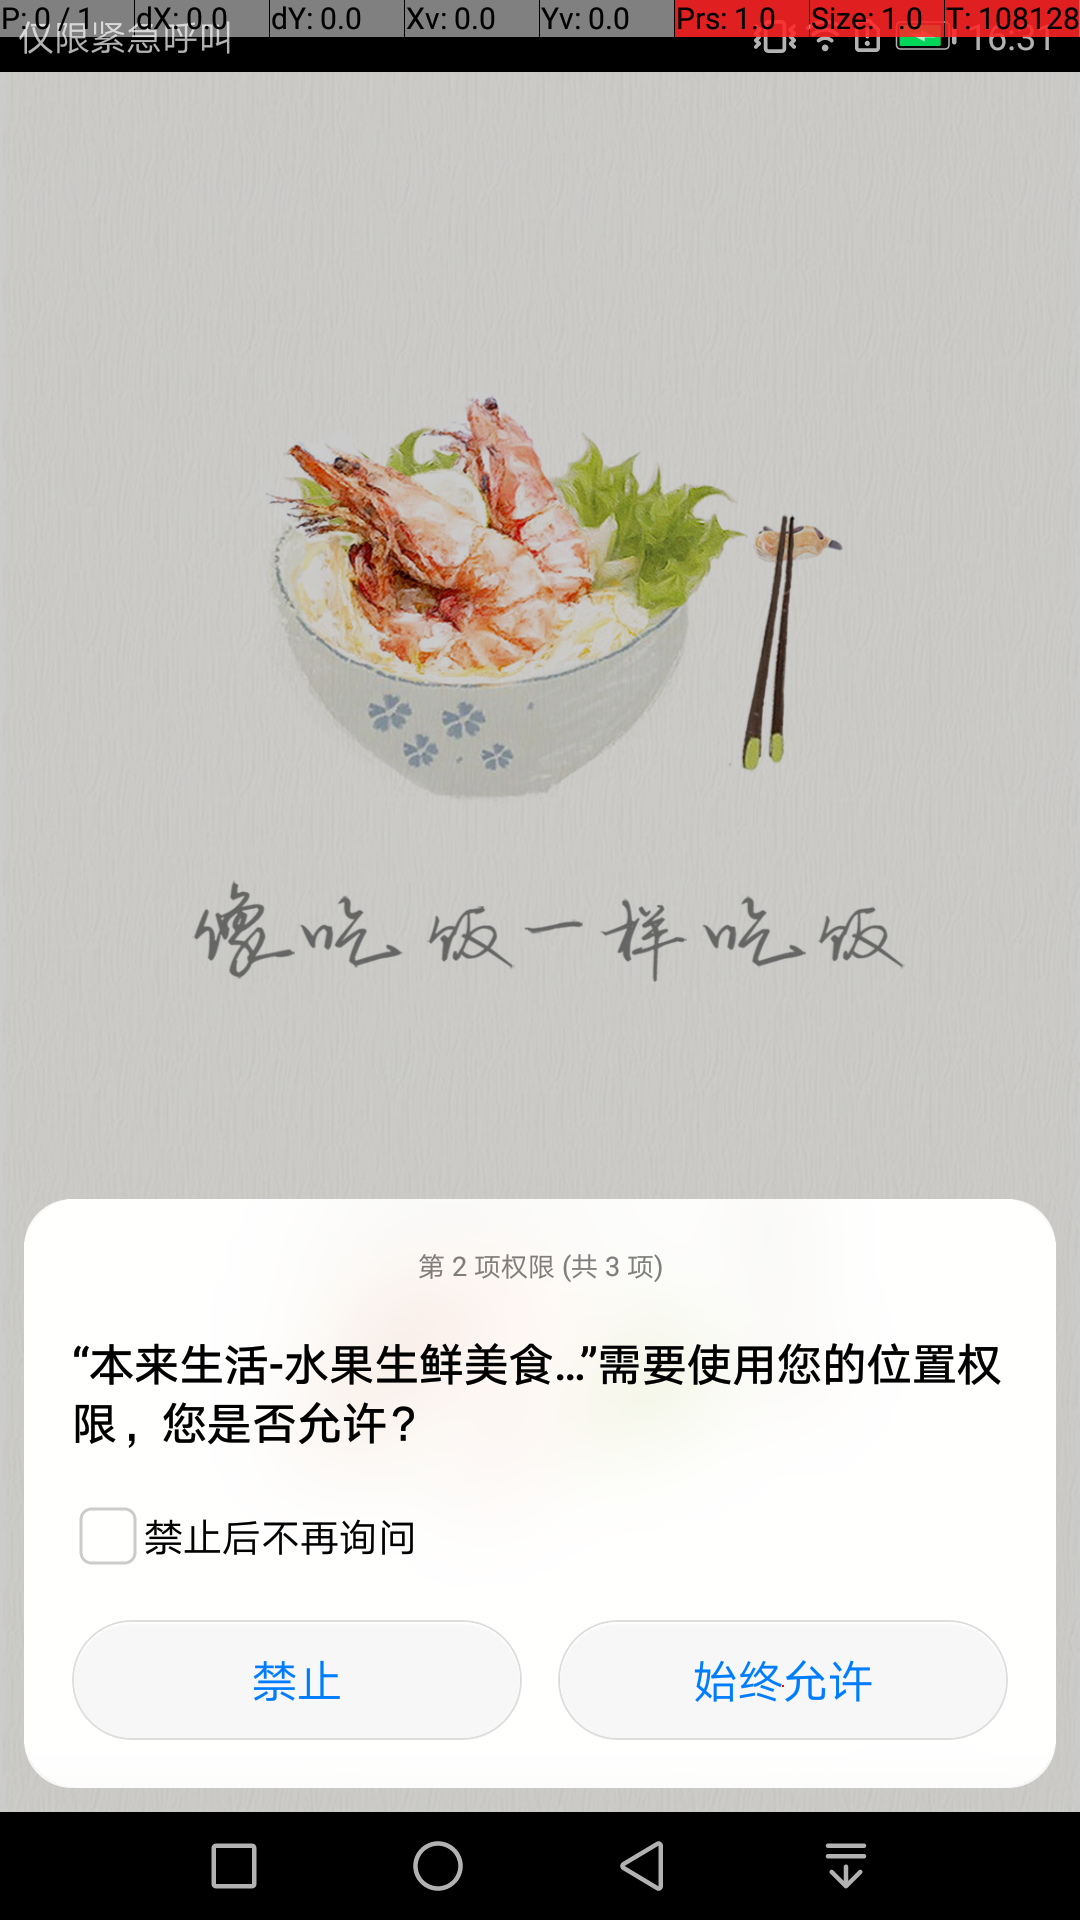 P: 0 / 1 dX: 0.0 dY: 0.0 Xv: 0.0 Yv: 0.0 Prs: 1.0 Size: 1.0 T: 108128
仅限紧急呼叫 16:31
像吃饭一样吃饭
第 2 项权限 (共 3 项)
“本来生活-水果生鲜美食...”需要使用您的位置权
限，您是否允许？
禁止后不再询问
禁止 始终允许